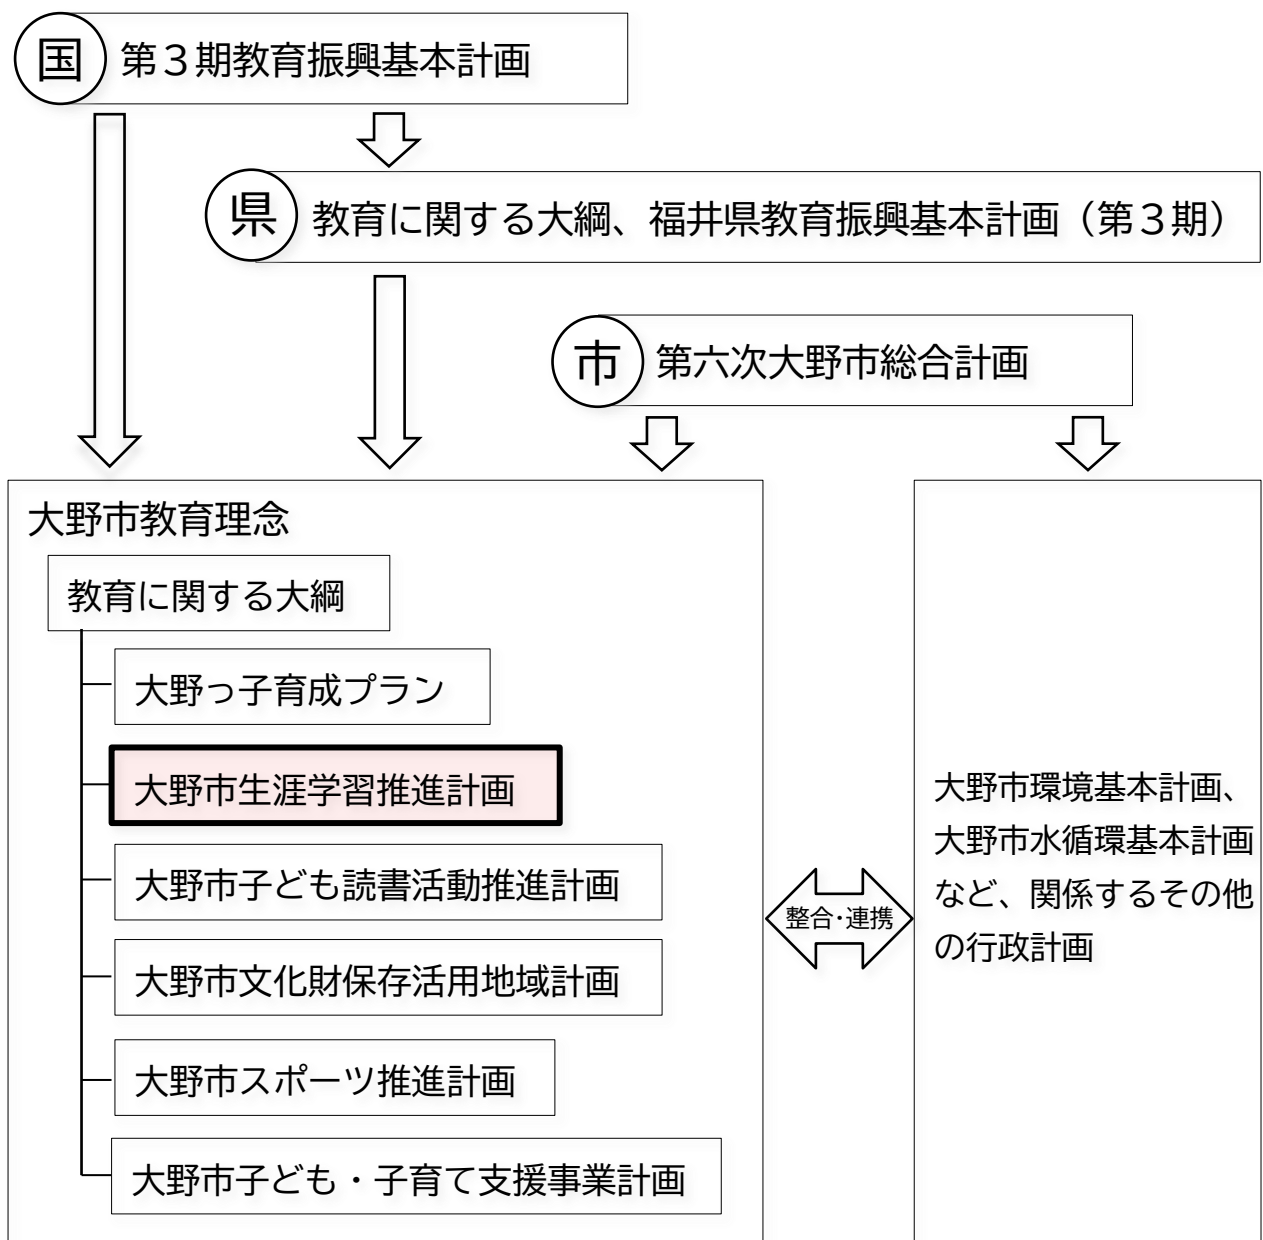 国 第３期教育振興基本計画
県 教育に関する大綱、福井県教育振興基本計画（第３期）
市 第六次大野市総合計画
大野市教育理念
教育に関する大綱
大野っ子育成プラン
大野市生涯学習推進計画
大野市子ども読書活動推進計画
大野市文化財保存活用地域計画
大野市スポーツ推進計画
大野市子ども・子育て支援事業計画
整合・連携
大野市環境基本計画、
大野市水循環基本計画
など、関係するその他
の行政計画